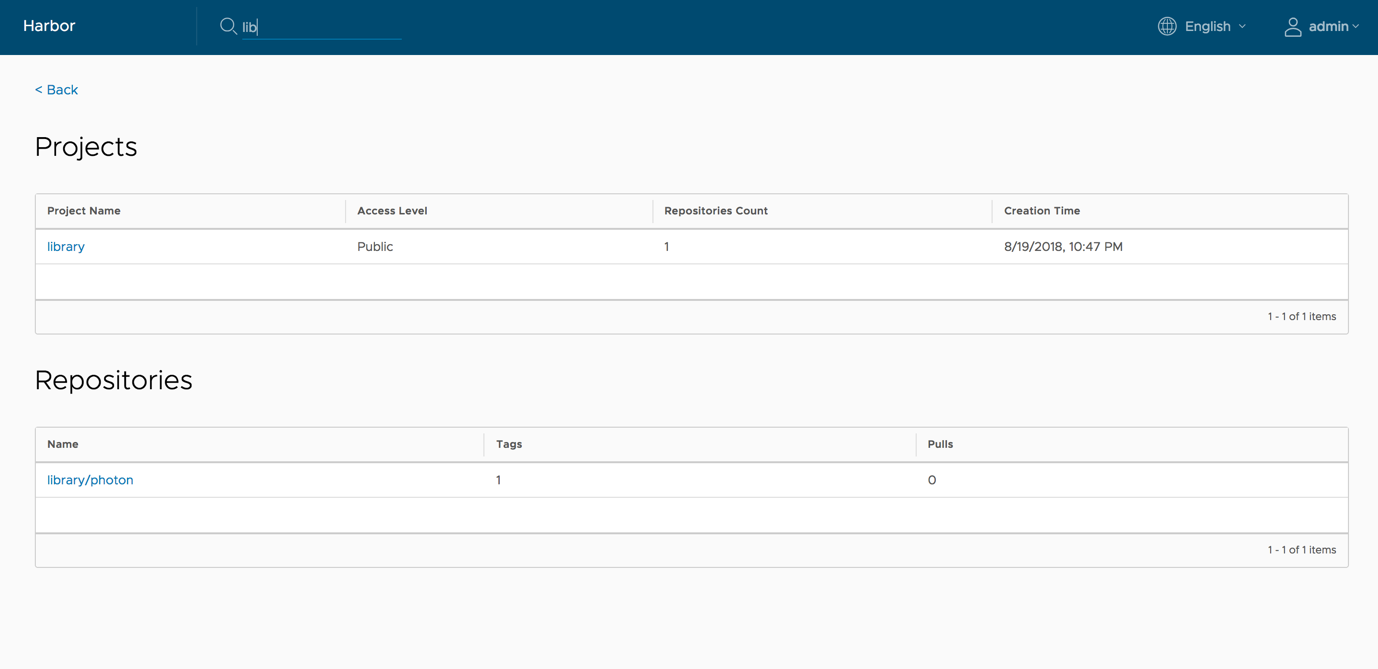 Harbor lib English admin
< Back
Projects
Project Name Access Level Repositories Count Creation Time
library Public 1 8/19/2018, 10:47 PM
1 - 1 of 1 items
Repositories
Name Tags Pulls
library/photon 1 0
1 - 1 of 1 items